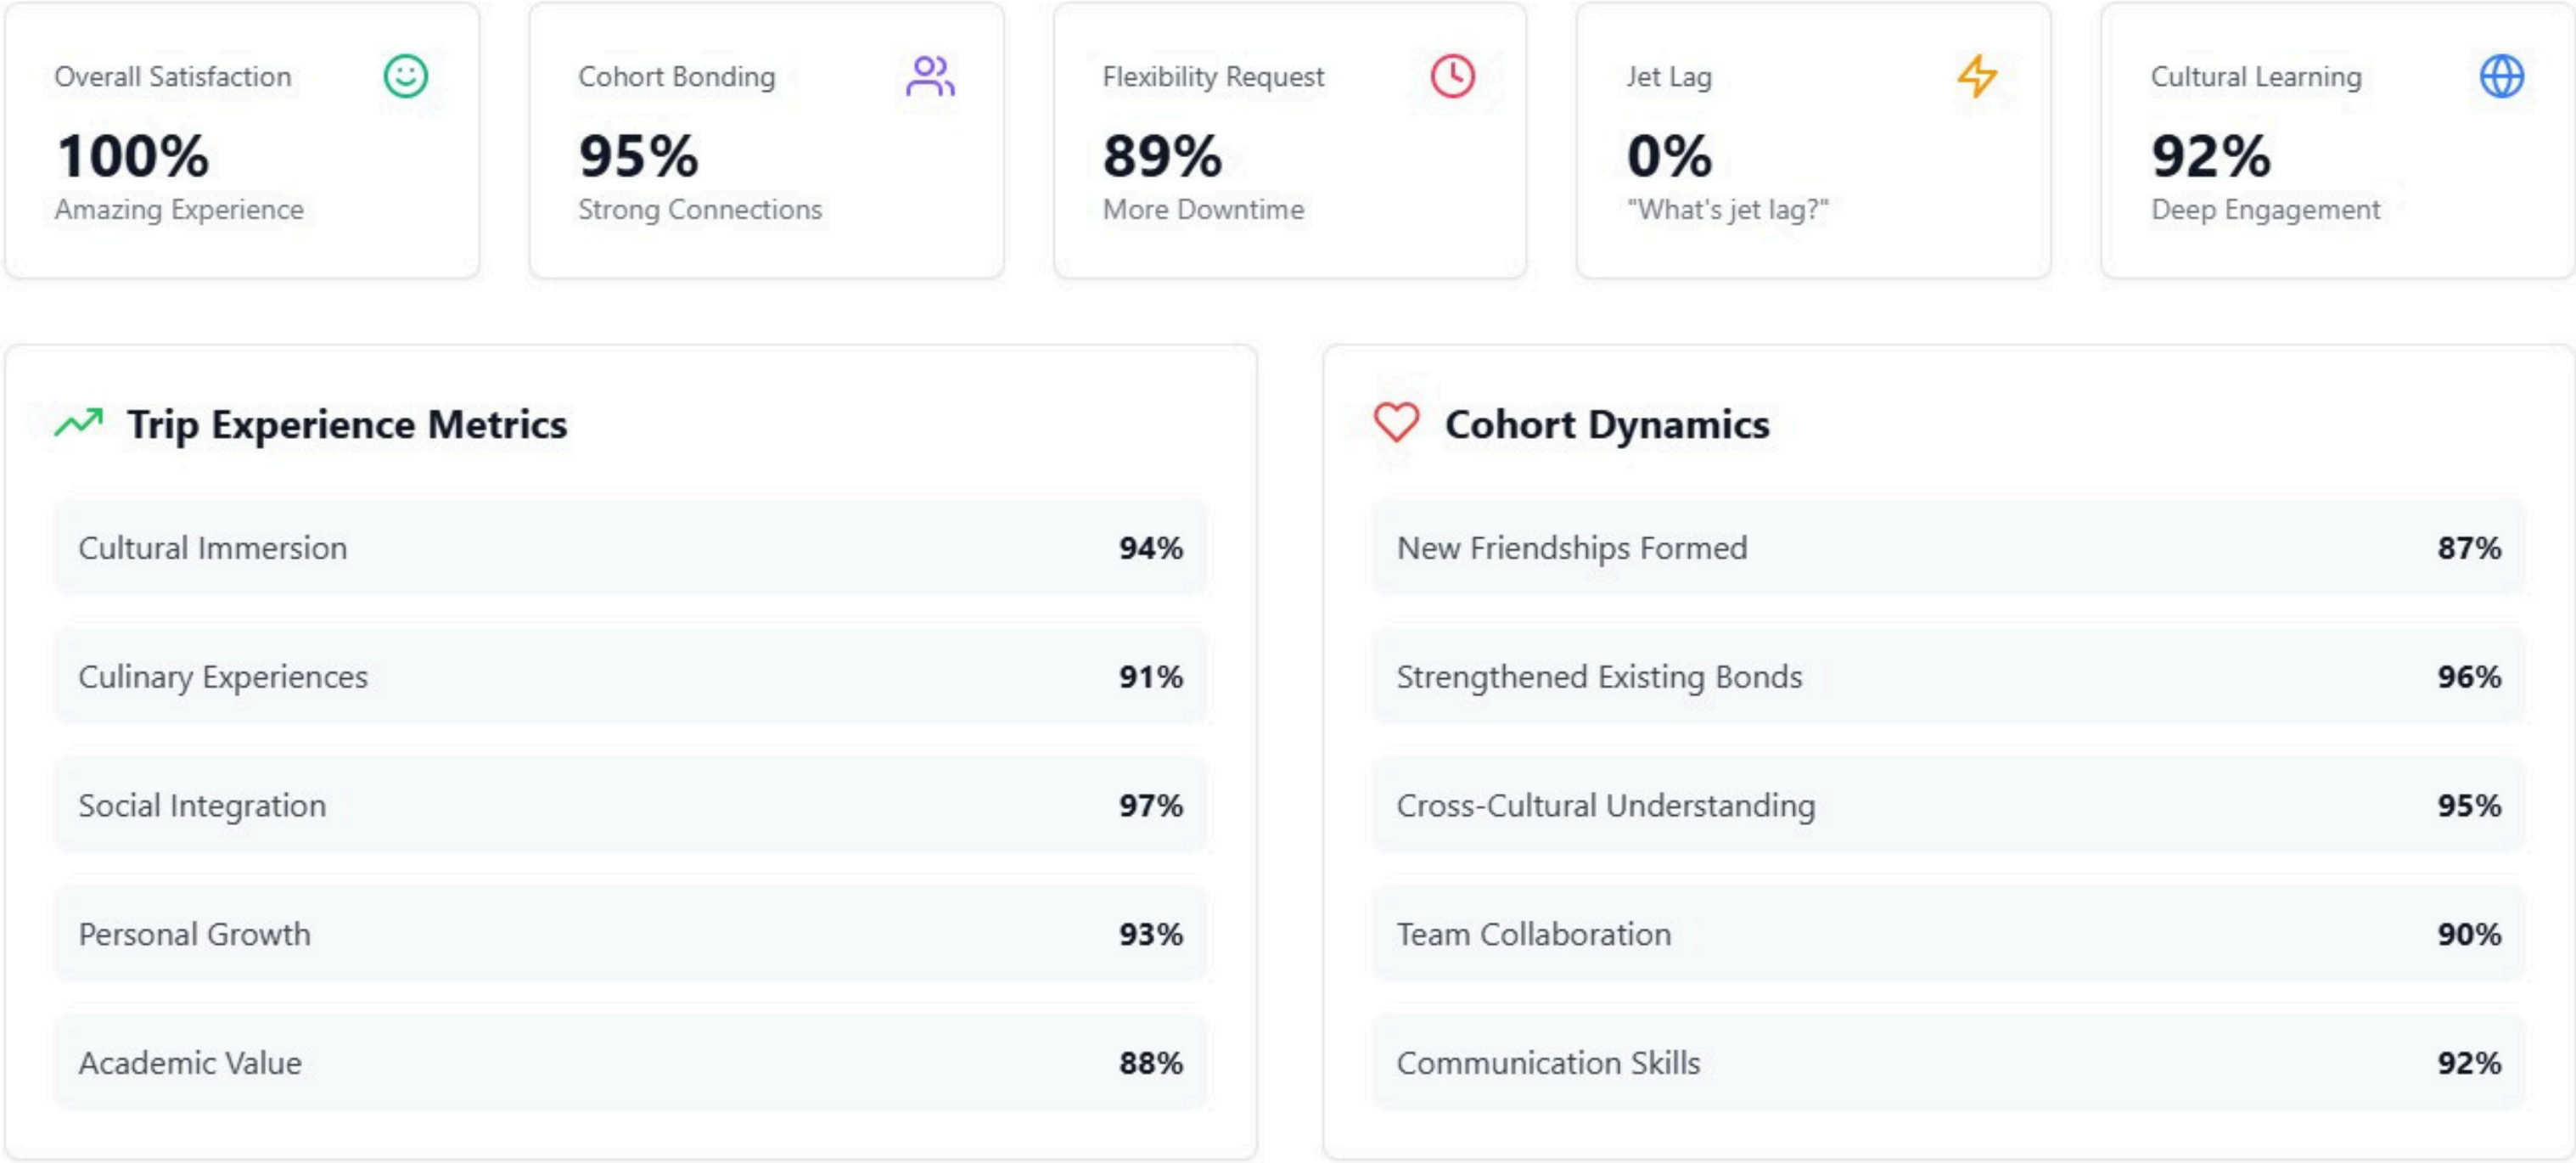 Overall Satisfaction
100%
Amazing Experience
Cohort Bonding
95%
Strong Connections
Flexibility Request
89%
More Downtime
Jet Lag
0%
"What's jet lag?"
Cultural Learning
92%
Deep Engagement
Trip Experience Metrics
Cultural Immersion 94%
Culinary Experiences 91%
Social Integration 97%
Personal Growth 93%
Academic Value 88%
Cohort Dynamics
New Friendships Formed 87%
Strengthened Existing Bonds 96%
Cross-Cultural Understanding 95%
Team Collaboration 90%
Communication Skills 92%